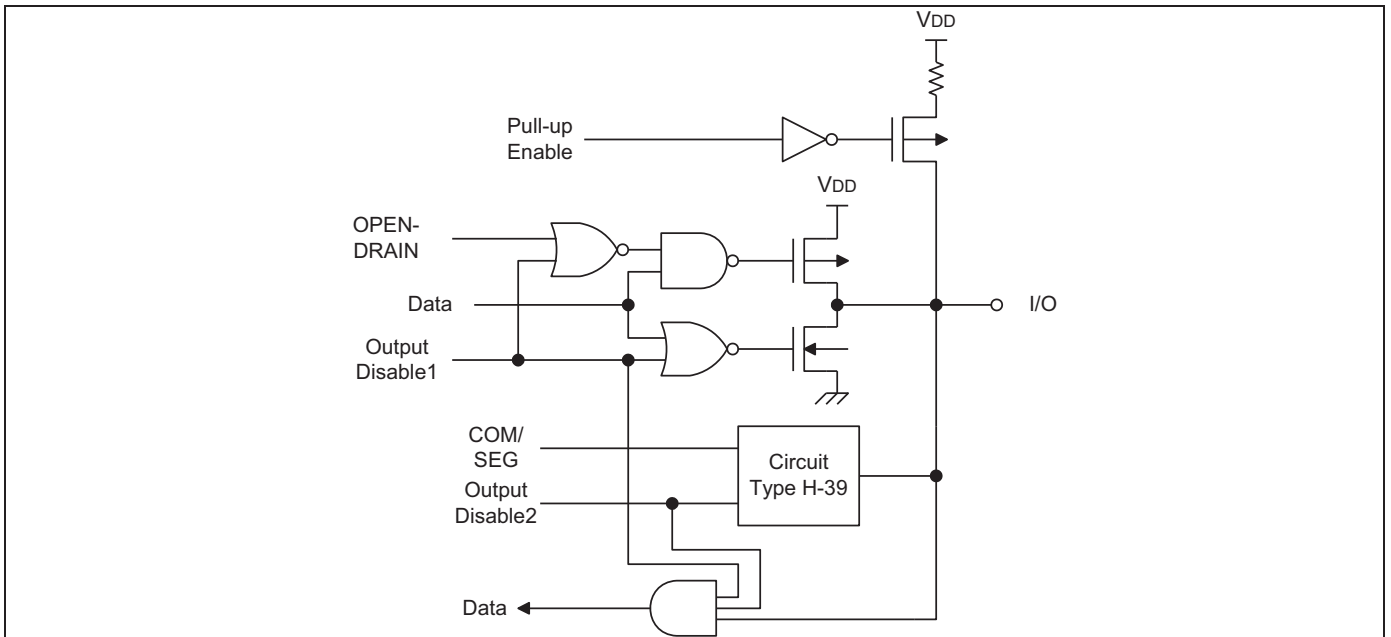 VDD
Pull-up
Enable
VDD
OPEN-
DRAIN
Data
I/O
Output
Disable1
COM/
SEG
Circuit
Type H-39
Output
Disable2
Data